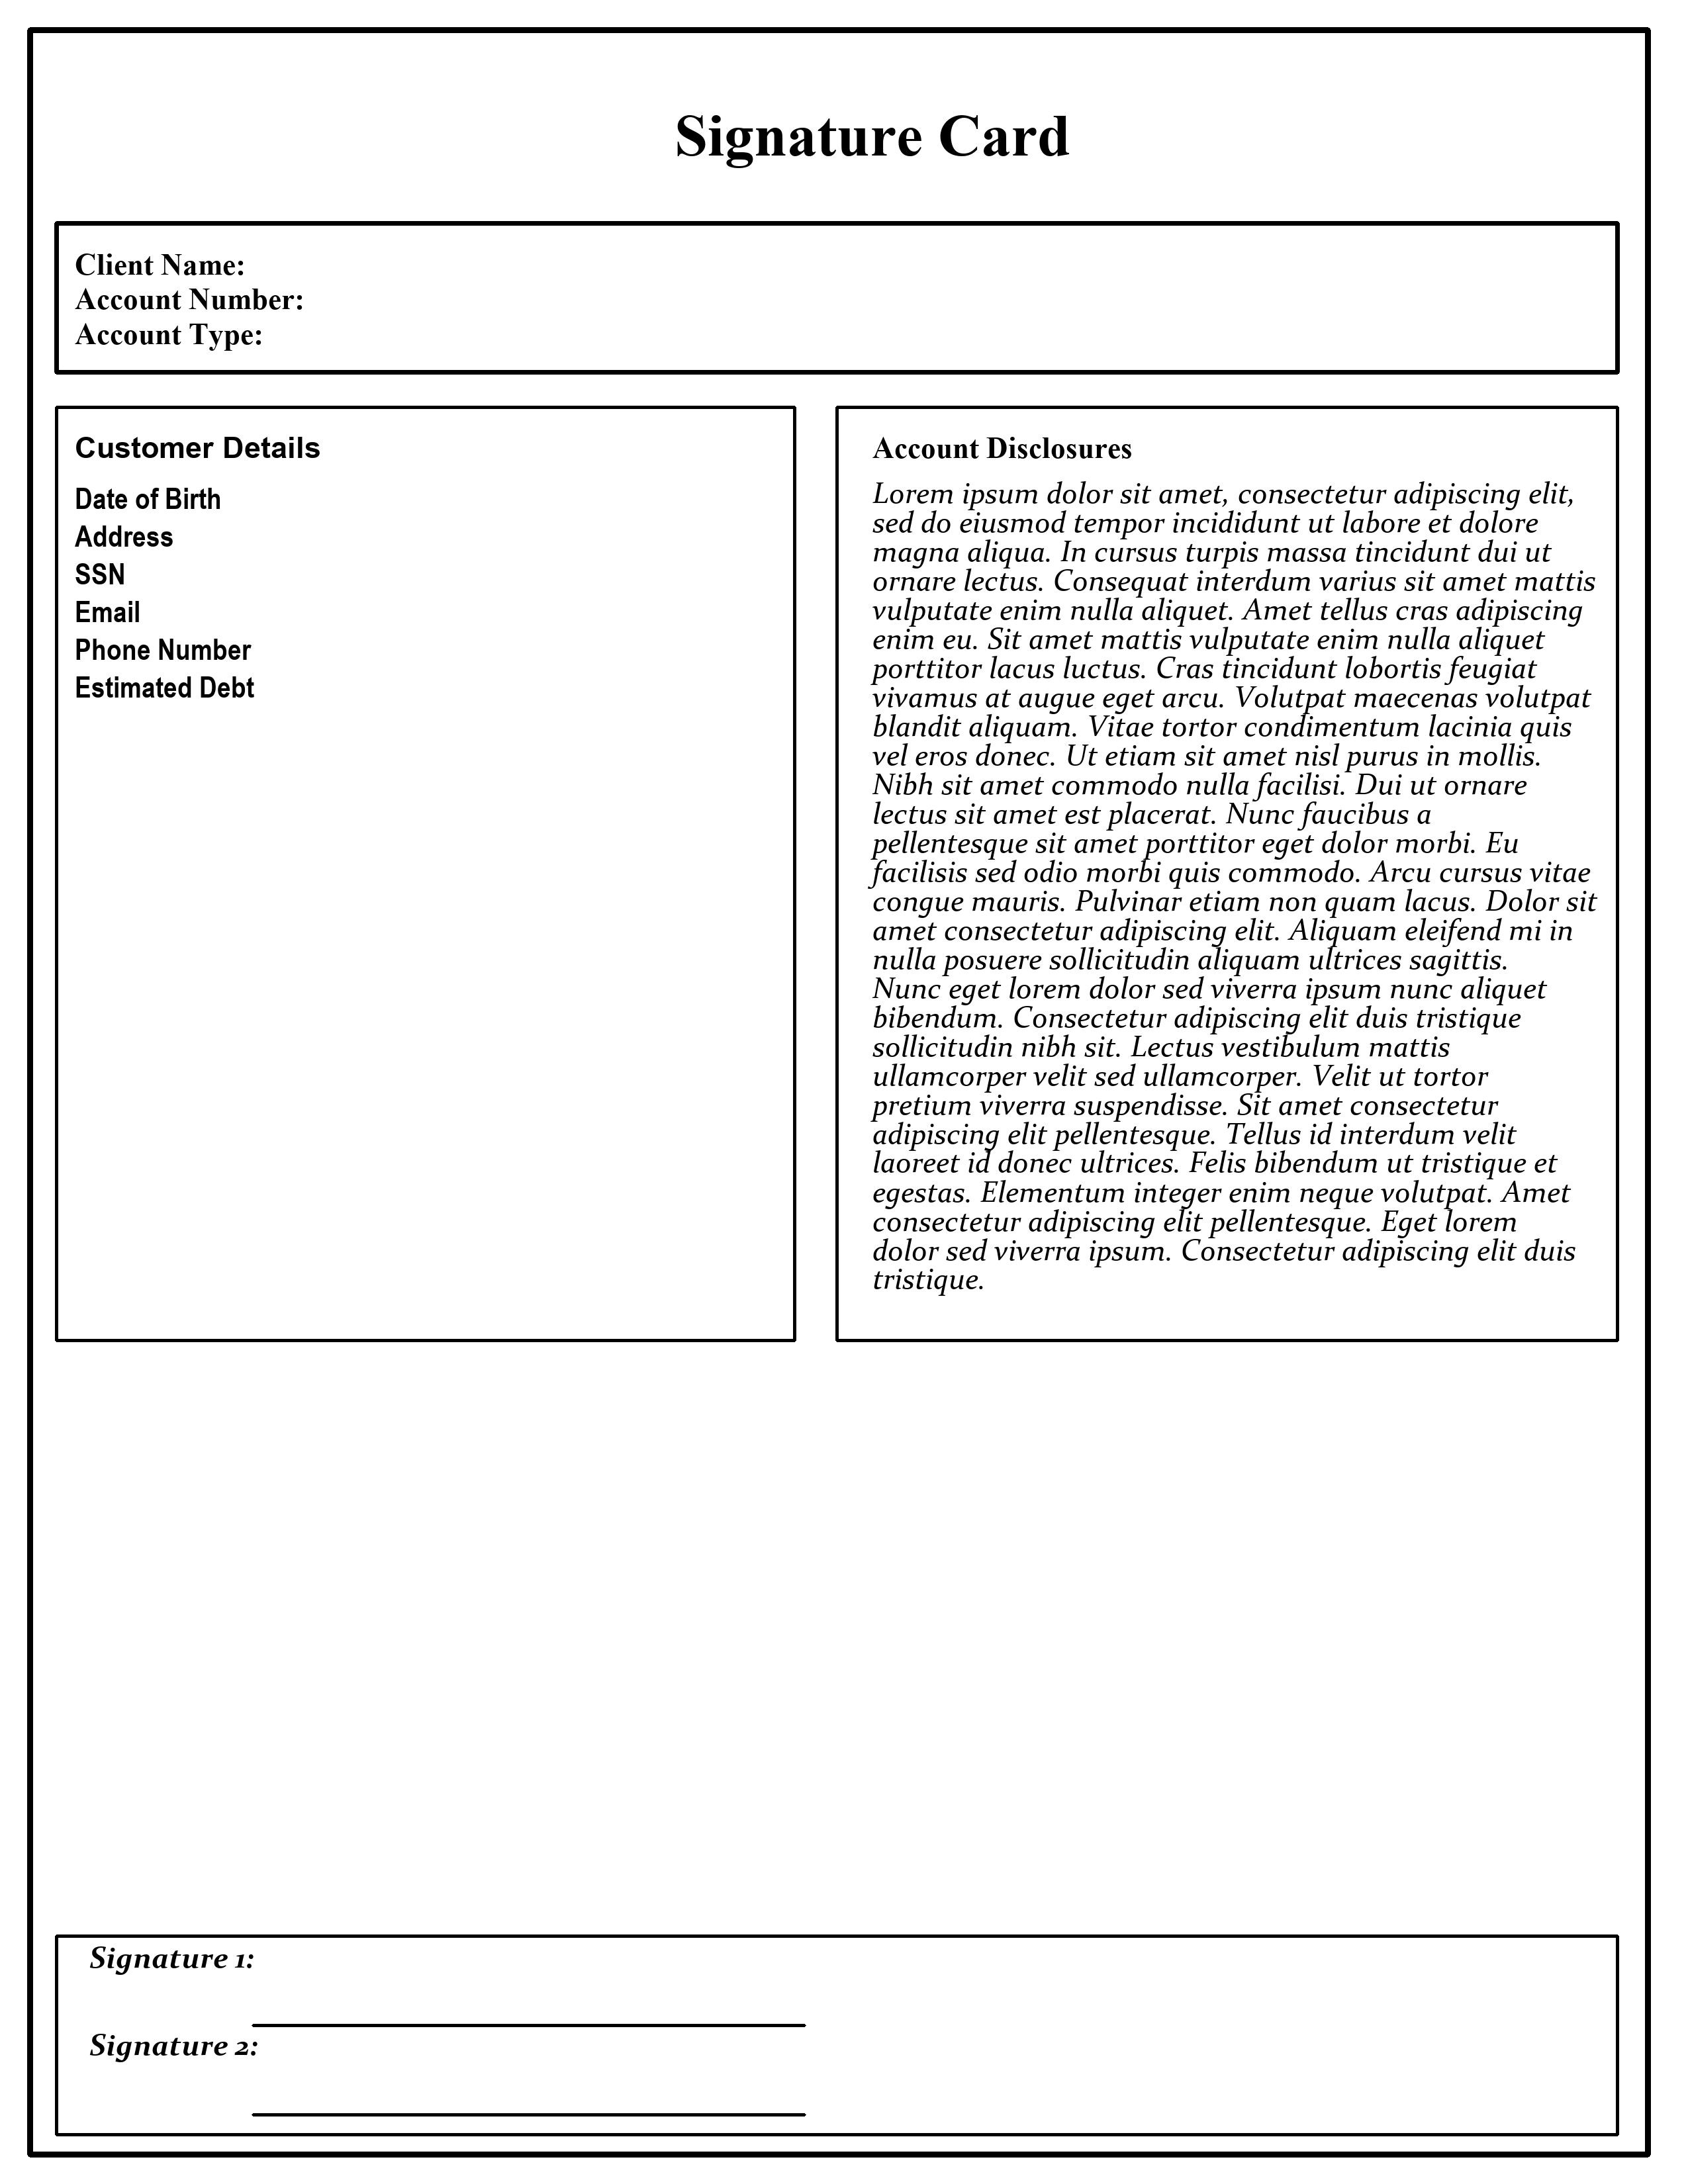 Signature Card
Client Name:
Account Number:
Account Type:
Customer Details
Date of Birth
Address
SSN
Email
Phone Number
Estimated Debt
Account Disclosures
Lorem ipsum dolor sit amet, consectetur adipiscing elit,
sed do eiusmod tempor incididunt ut labore et dolore
magna aliqua. In cursus turpis massa tincidunt dui ut
ornare lectus. Consequat interdum varius sit amet mattis
vulputate enim nulla aliquet. Amet tellus cras adipiscing
enim eu. Sit amet mattis vulputate enim nulla aliquet
porttitor lacus luctus. Cras tincidunt lobortis feugiat
vivamus at augue eget arcu. Volutpat maecenas volutpat
blandit aliquam. Vitae tortor condimentum lacinia quis
vel eros donec. Ut etiam sit amet nisl purus in mollis.
Nibh sit amet commodo nulla facilisi. Dui ut ornare
lectus sit amet est placerat. Nunc faucibus a
pellentesque sit amet porttitor eget dolor morbi. Eu
facilisis sed odio morbi quis commodo. Arcu cursus vitae
congue mauris. Pulvinar etiam non quam lacus. Dolor sit
amet consectetur adipiscing elit. Aliquam eleifend mi in
nulla posuere sollicitudin aliquam ultrices sagittis.
Nunc eget lorem dolor sed viverra ipsum nunc aliquet
bibendum. Consectetur adipiscing elit duis tristique
sollicitudin nibh sit. Lectus vestibulum mattis
ullamcorper velit sed ullamcorper. Velit ut tortor
pretium viverra suspendisse. Sit amet consectetur
adipiscing elit pellentesque. Tellus id interdum velit
laoreet id donec ultrices. Felis bibendum ut tristique et
egestas. Elementum integer enim neque volutpat. Amet
consectetur adipiscing elit pellentesque. Eget lorem
dolor sed viverra ipsum. Consectetur adipiscing elit duis
tristique.
Signature 1:
Signature 2: